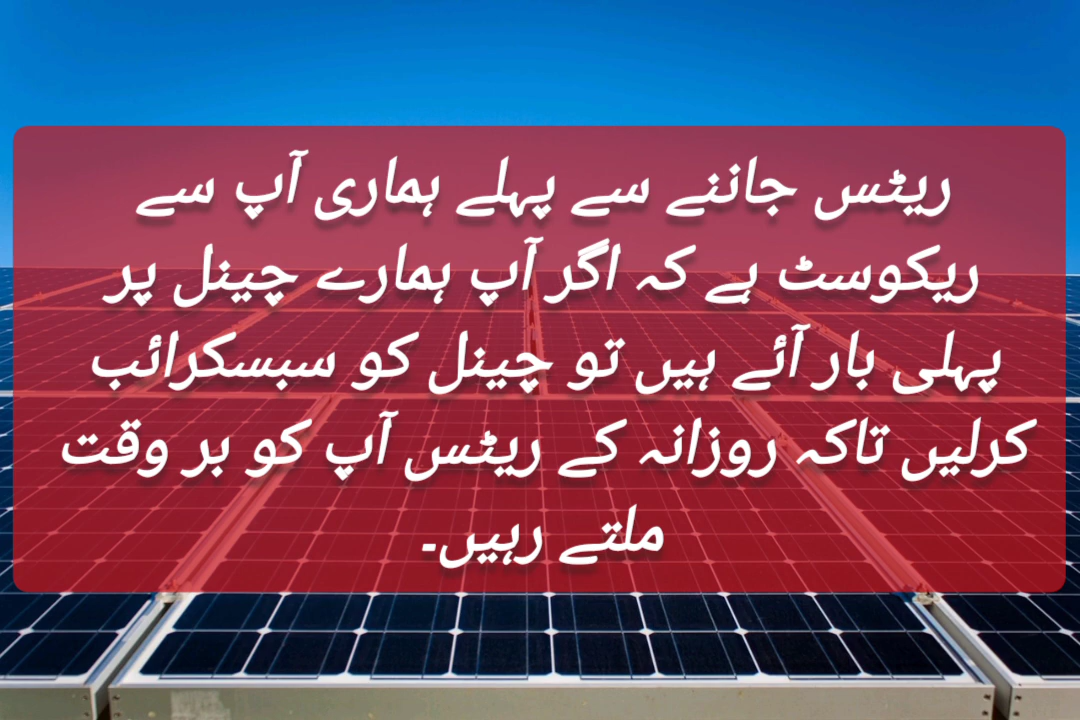 ریٹس جاننے سے پہلے ہماری آپ سے
ریکوسٹ ہے کہ اگر آپ ہمارے چینل پر
پہلی بار آئے ہیں تو چینل کو سبسکرائب
کرلیں تاکہ روزانہ کے ریٹس آپ کو بر وقت
ملتے رہیں۔